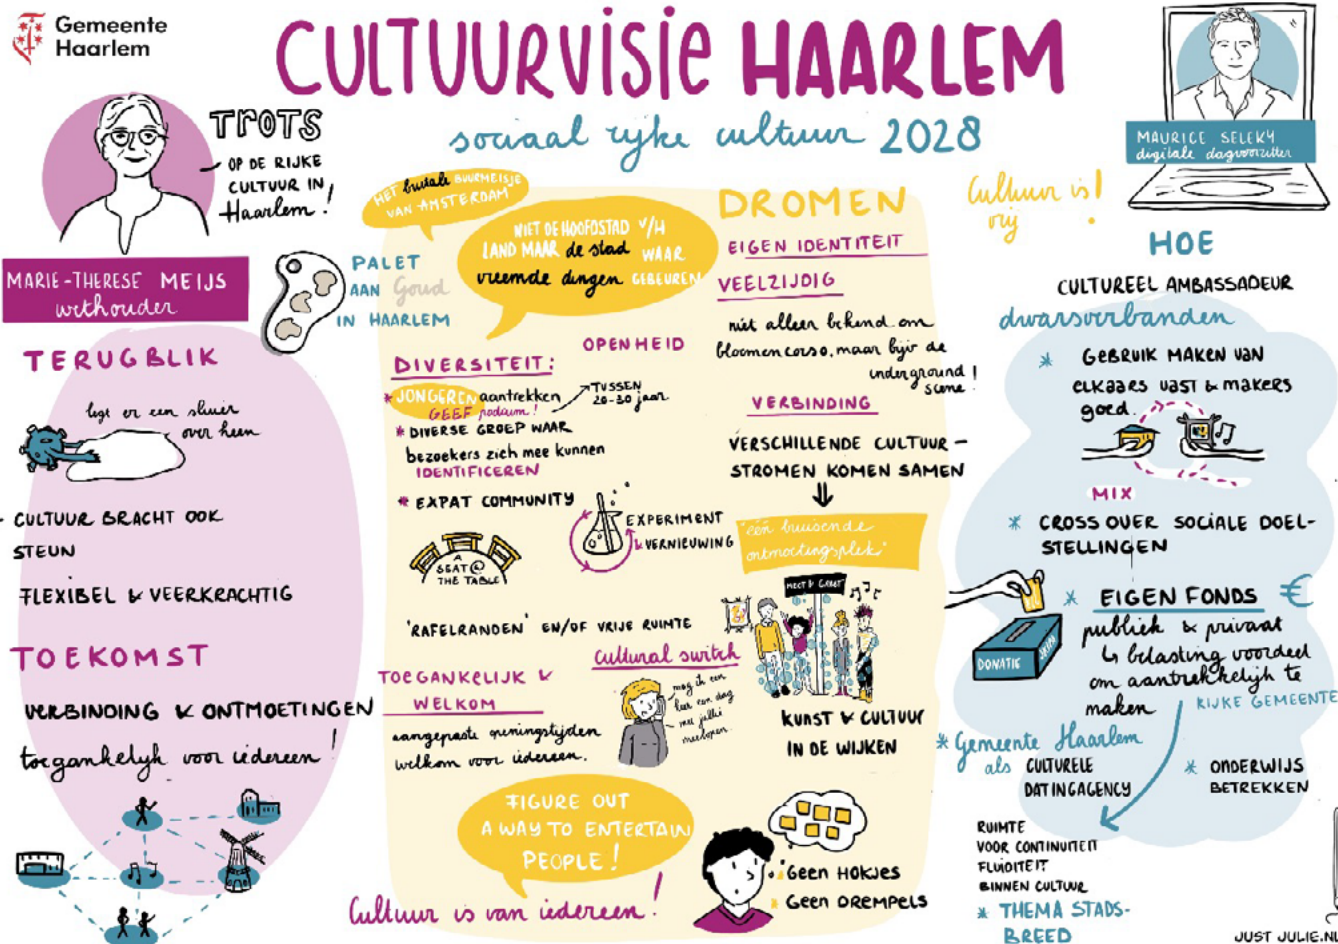 Gemeente
Haarlem
CULTUURVISIE HAARLEM
sociaal rijke cultuur 2028
TROTS
OP DE RIJKE
CULTUUR IN
Haarlem!
MARIE-THERESE MEIJS
wethouder
PALET
AAN Goud
IN HAARLEM
TERUGBLIK
ligt er een sluier
over heen
- CULTUUR BRACHT OOK
STEUN
FLEXIBEL & VEERKRACHTIG
TOEKOMST
VERBINDING & ONTMOETINGEN
toegankelijk voor iedereen!
HET brutale BUURMEISJE
VAN AMSTERDAM
NIET DE HOOFDSTAD V/H
LAND MAAR de stad WAAR
vreemde dingen GEBEUREN
OPENHEID
DIVERSITEIT:
* JONGEREN aantrekken
GEEF podium!
TUSSEN
20-30 jaar
* DIVERSE GROEP WAAR
bezoekers zich mee kunnen
IDENTIFICEREN
* EXPAT COMMUNITY
A
SEAT @
THE TABLE
EXPERIMENT
& VERNIEUWING
'RAFELRANDEN' EN/OF VRIJE RUIMTE
TOEGANKELIJK &
WELKOM
aangepaste openingstijden
welkom voor iedereen.
cultural switch
mag ik een
keer een dag
met jullie
meelopen
FIGURE OUT
A WAY TO ENTERTAIN
PEOPLE!
Cultuur is van iedereen!
DROMEN
EIGEN IDENTITEIT
VEELZIJDIG
niet alleen bekend om
bloemencorso, maar bijv de
underground
scene!
VERBINDING
VERSCHILLENDE CULTUUR-
STROMEN KOMEN SAMEN
"één bruisende
ontmoetingsplek"
MEET & GREET
KUNST & CULTUUR
IN DE WIJKEN
Geen HOKJES
Geen DREMPELS
MAURICE SELEKY
digitale dagvoorzitter
Cultuur is
vrij!
HOE
CULTUREEL AMBASSADEUR
dwarsverbanden
* GEBRUIK MAKEN VAN
ELKAARS VAST & MAKERS
goed.
MIX
* CROSS OVER SOCIALE DOEL-
STELLINGEN
* EIGEN FONDS €
publiek & privaat
↳ belasting voordeel
om aantrekkelijk te
maken
DONATIE
RIJKE GEMEENTE
* Gemeente Haarlem
als CULTURELE
DATINGAGENCY
* ONDERWIJS
BETREKKEN
RUIMTE
VOOR CONTINUITEIT
FLUIDITEIT
BINNEN CULTUUR
* THEMA STADS-
BREED
JUST JULIE.NL